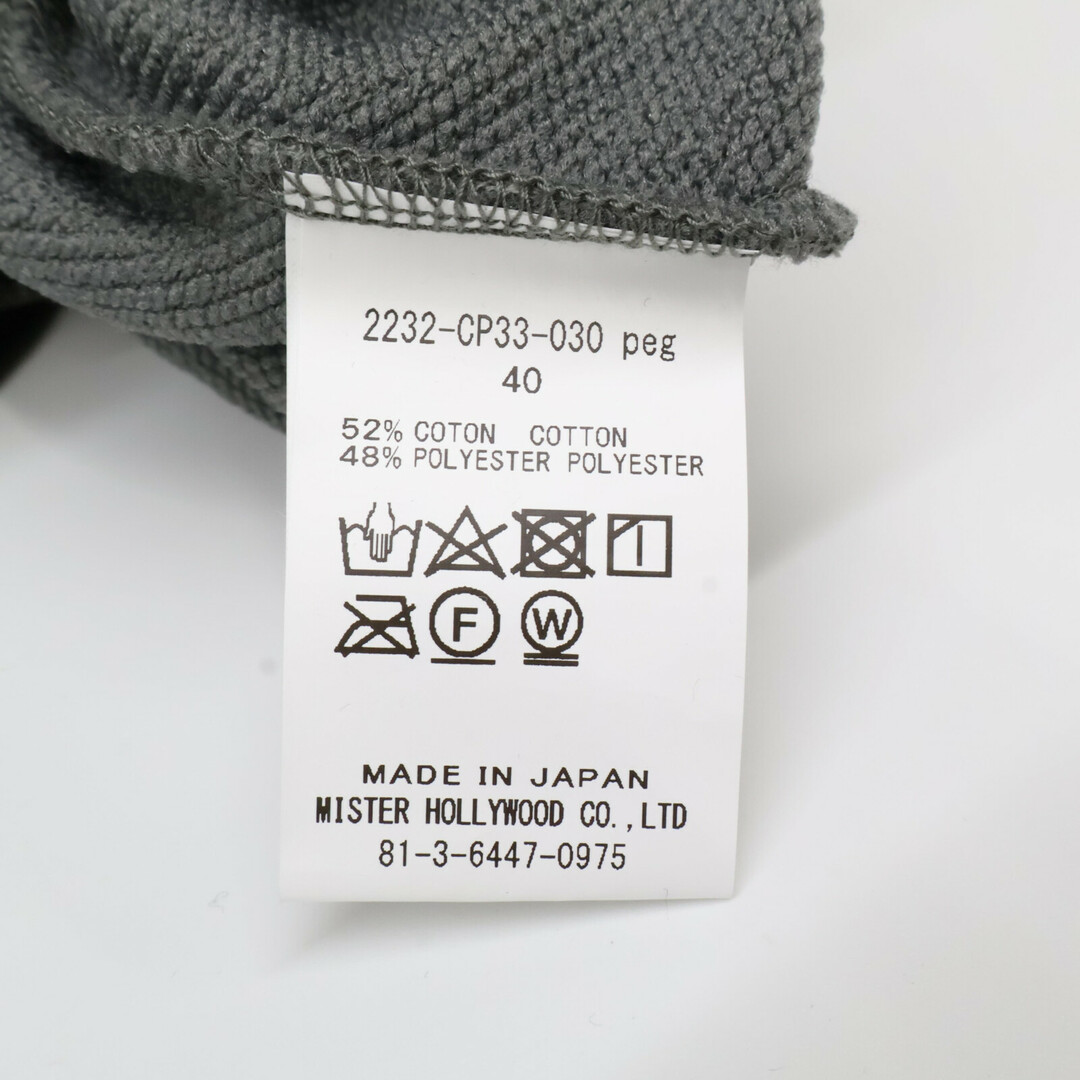 2232-CP33-030 peg
40
52% COTON COTTON
48% POLYESTER POLYESTER
F W
MADE IN JAPAN
MISTER HOLLYWOOD CO.,LTD
81-3-6447-0975